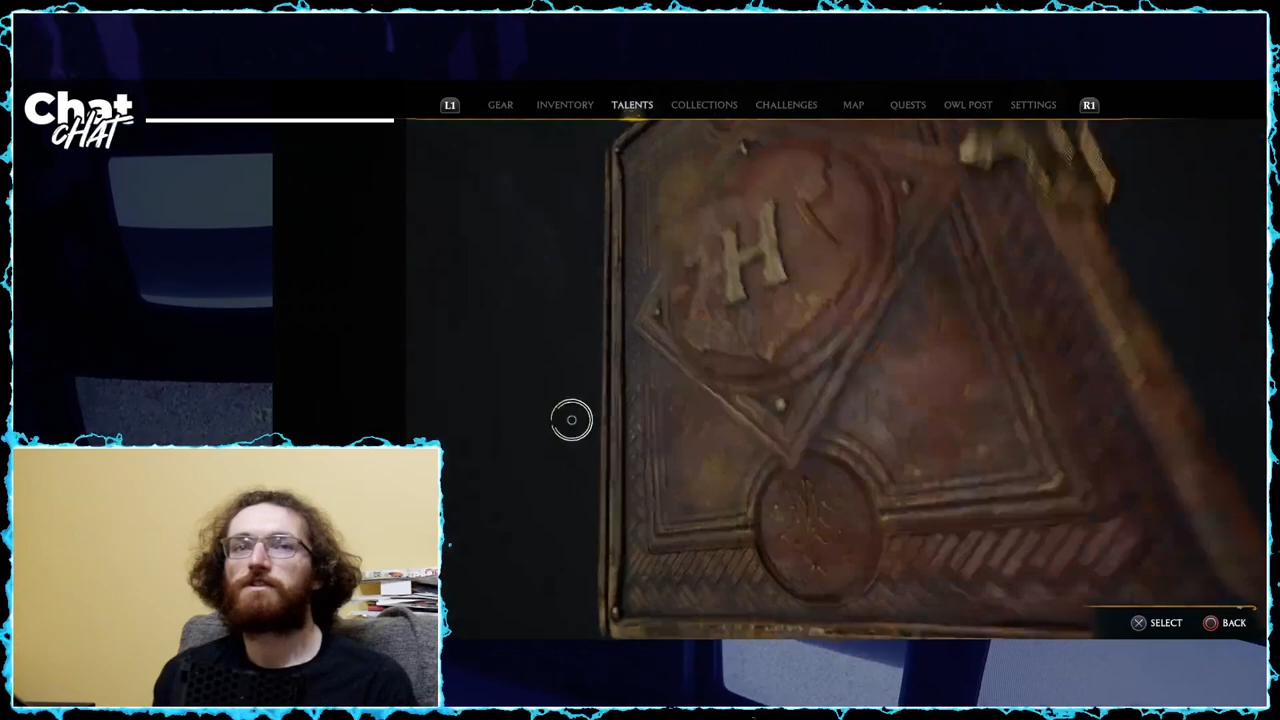 Chat
CHAT
L1 GEAR INVENTORY TALENTS COLLECTIONS CHALLENGES MAP QUESTS OWL POST SETTINGS R1
H
SELECT BACK